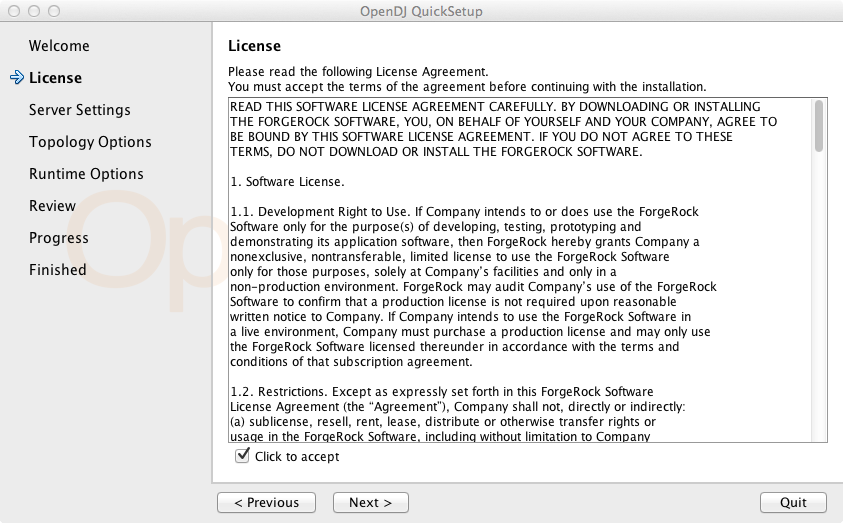 OpenDJ QuickSetup
Welcome
License
Server Settings
Topology Options
Runtime Options
Review
Progress
Finished
Op
License
Please read the following License Agreement.
You must accept the terms of the agreement before continuing with the installation.
READ THIS SOFTWARE LICENSE AGREEMENT CAREFULLY. BY DOWNLOADING OR INSTALLING
THE FORGEROCK SOFTWARE, YOU, ON BEHALF OF YOURSELF AND YOUR COMPANY, AGREE TO
BE BOUND BY THIS SOFTWARE LICENSE AGREEMENT. IF YOU DO NOT AGREE TO THESE
TERMS, DO NOT DOWNLOAD OR INSTALL THE FORGEROCK SOFTWARE.
1. Software License.
1.1. Development Right to Use. If Company intends to or does use the ForgeRock
Software only for the purpose(s) of developing, testing, prototyping and
demonstrating its application software, then ForgeRock hereby grants Company a
nonexclusive, nontransferable, limited license to use the ForgeRock Software
only for those purposes, solely at Company's facilities and only in a
non-production environment. ForgeRock may audit Company's use of the ForgeRock
Software to confirm that a production license is not required upon reasonable
written notice to Company. If Company intends to use the ForgeRock Software in
a live environment, Company must purchase a production license and may only use
the ForgeRock Software licensed thereunder in accordance with the terms and
conditions of that subscription agreement.
1.2. Restrictions. Except as expressly set forth in this ForgeRock Software
License Agreement (the “Agreement”), Company shall not, directly or indirectly:
(a) sublicense, resell, rent, lease, distribute or otherwise transfer rights or
usage in the ForgeRock Software, including without limitation to Company
Click to accept
< Previous
Next >
Quit